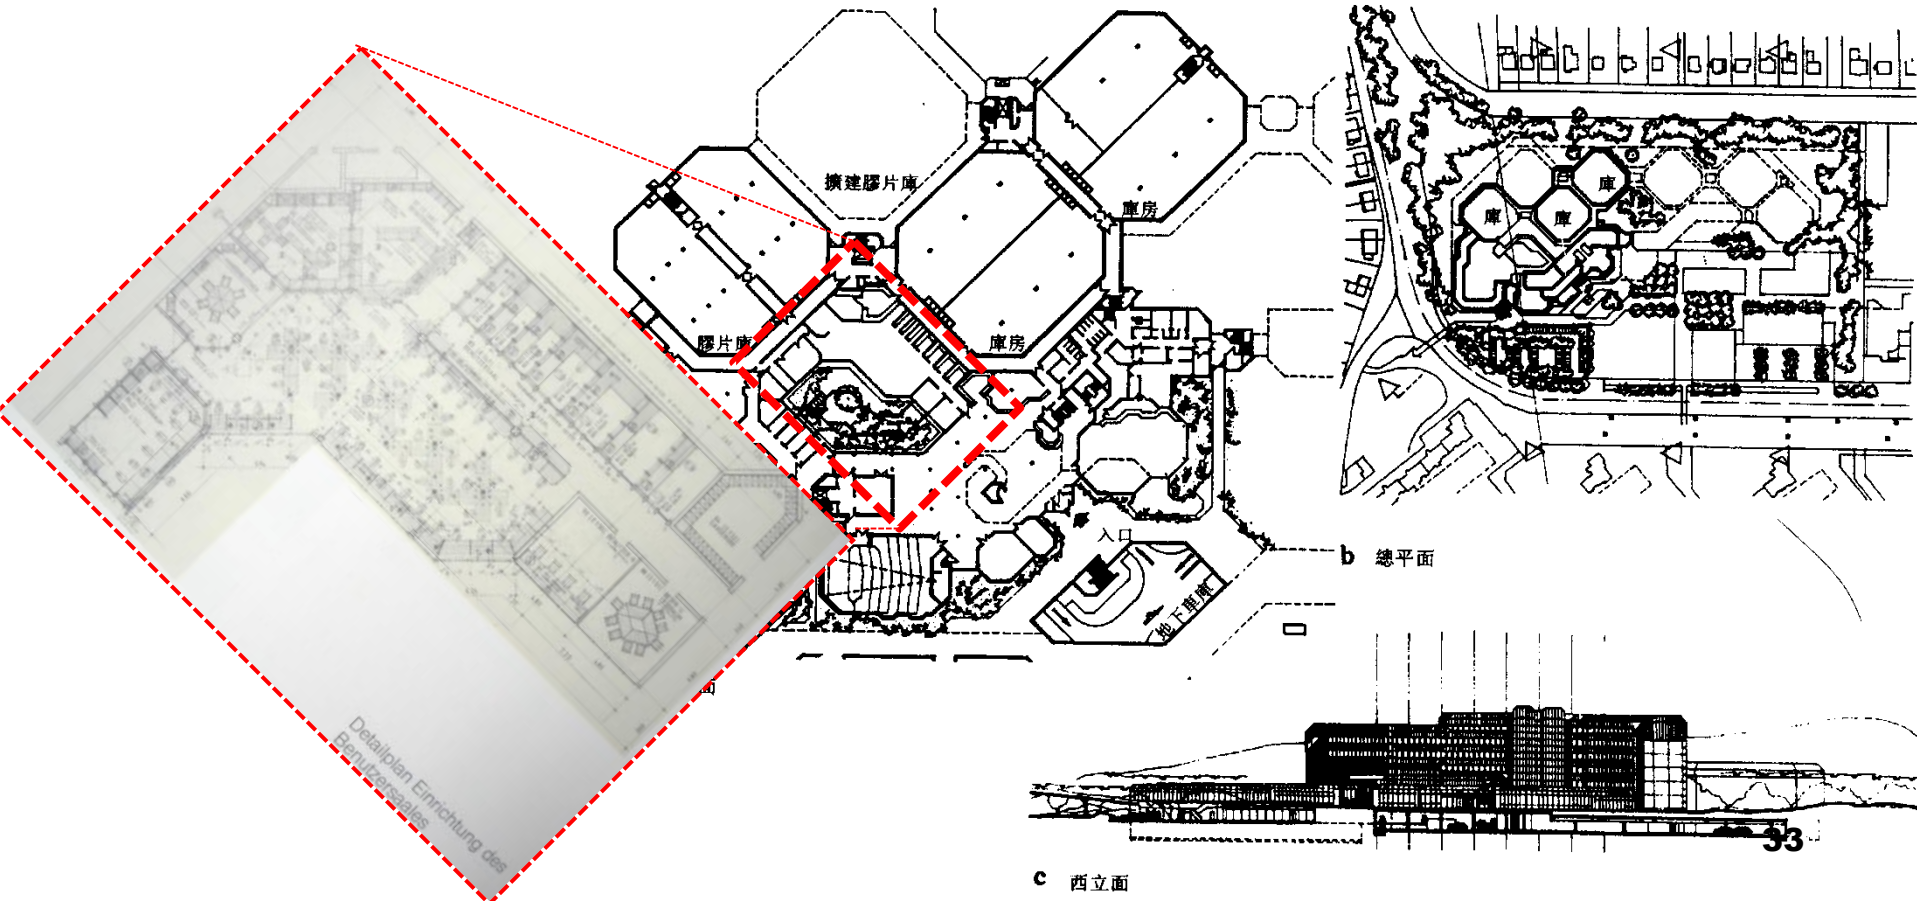 擴建膠片庫
庫房
膠片庫
庫房
入口
地下車庫
面
庫
庫
庫
b 總平面
c 西立面
33
Detailplan Einrichtung des
Benutzersaales